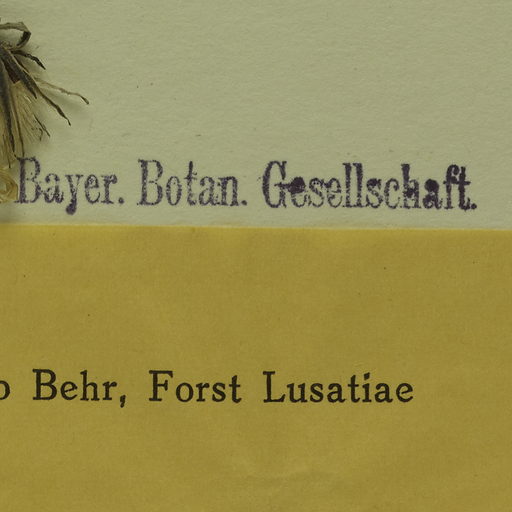 Bayer. Botan. Gesellschaft.
Behr, Forst Lusatiae